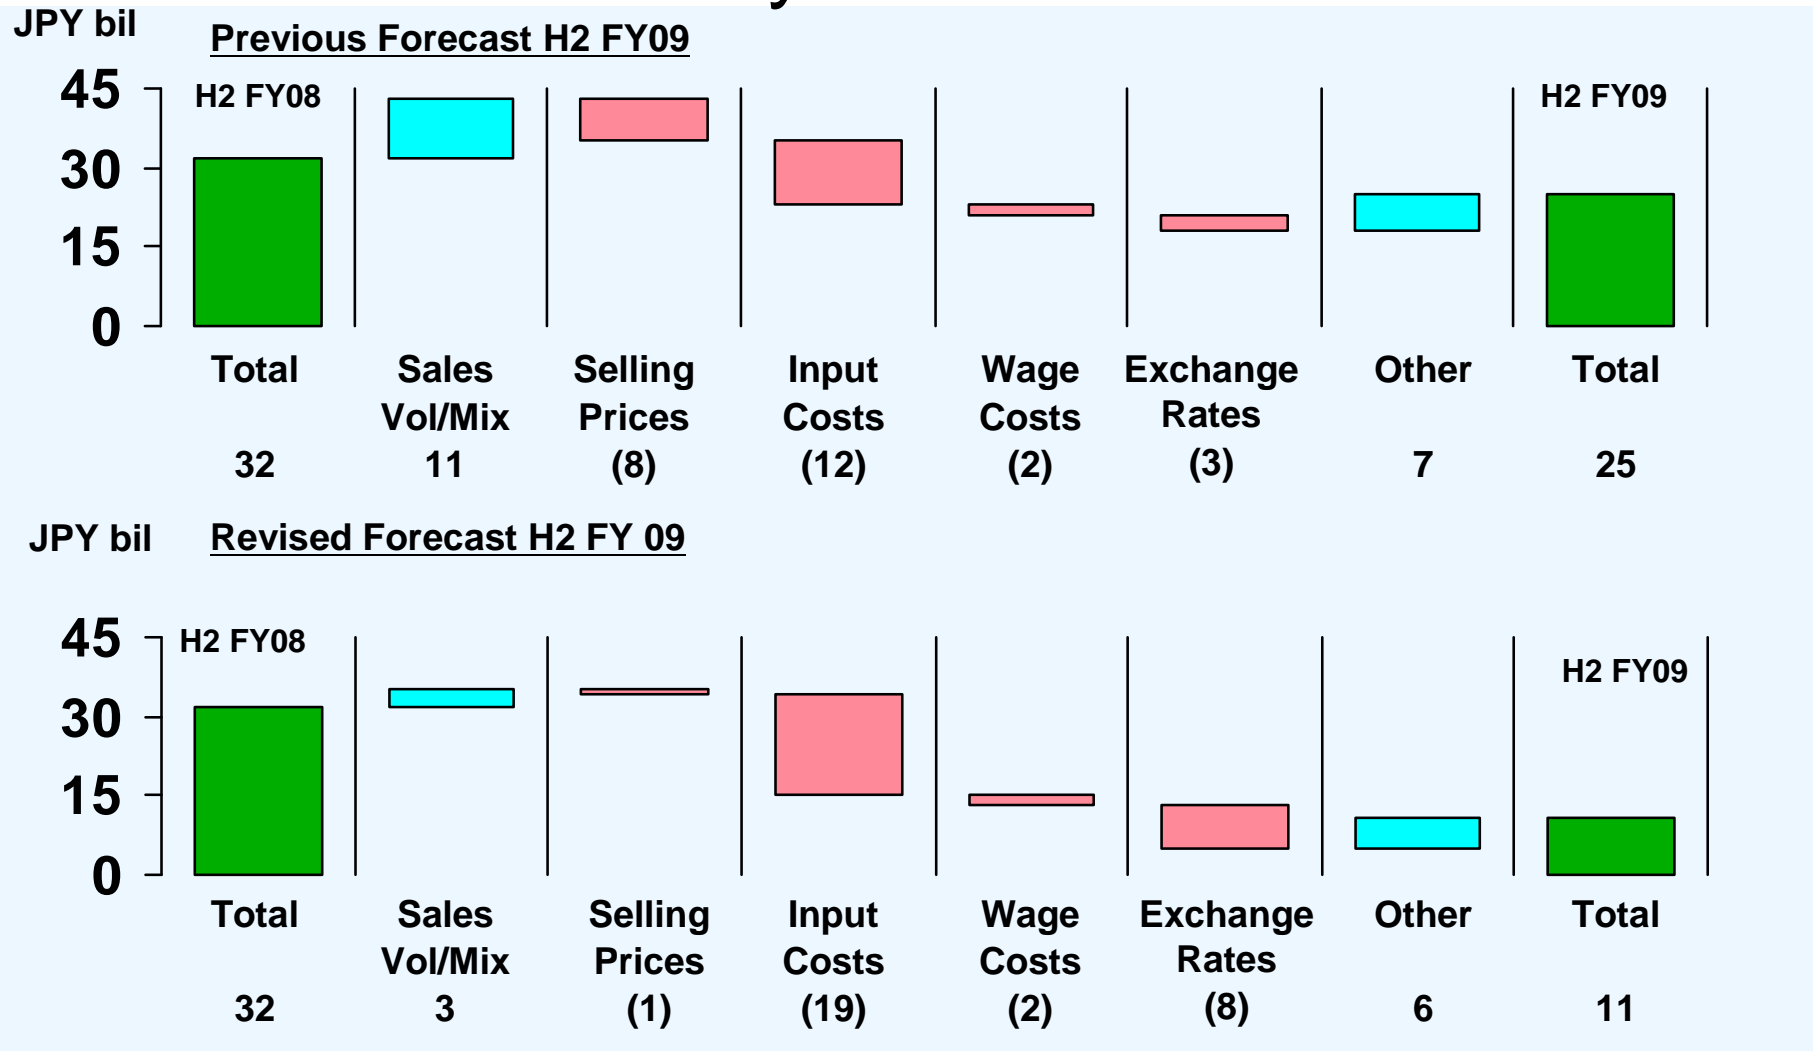 JPY bil
Previous Forecast H2 FY09
45
30
15
0
H2 FY08
H2 FY09
Total
Sales
Vol/Mix
Selling
Prices
Input
Costs
Wage
Costs
Exchange
Rates
Other
Total
32
11
(8)
(12)
(2)
(3)
7
25
JPY bil
Revised Forecast H2 FY 09
45
30
15
0
H2 FY08
H2 FY09
Total
Sales
Vol/Mix
Selling
Prices
Input
Costs
Wage
Costs
Exchange
Rates
Other
Total
32
3
(1)
(19)
(2)
(8)
6
11